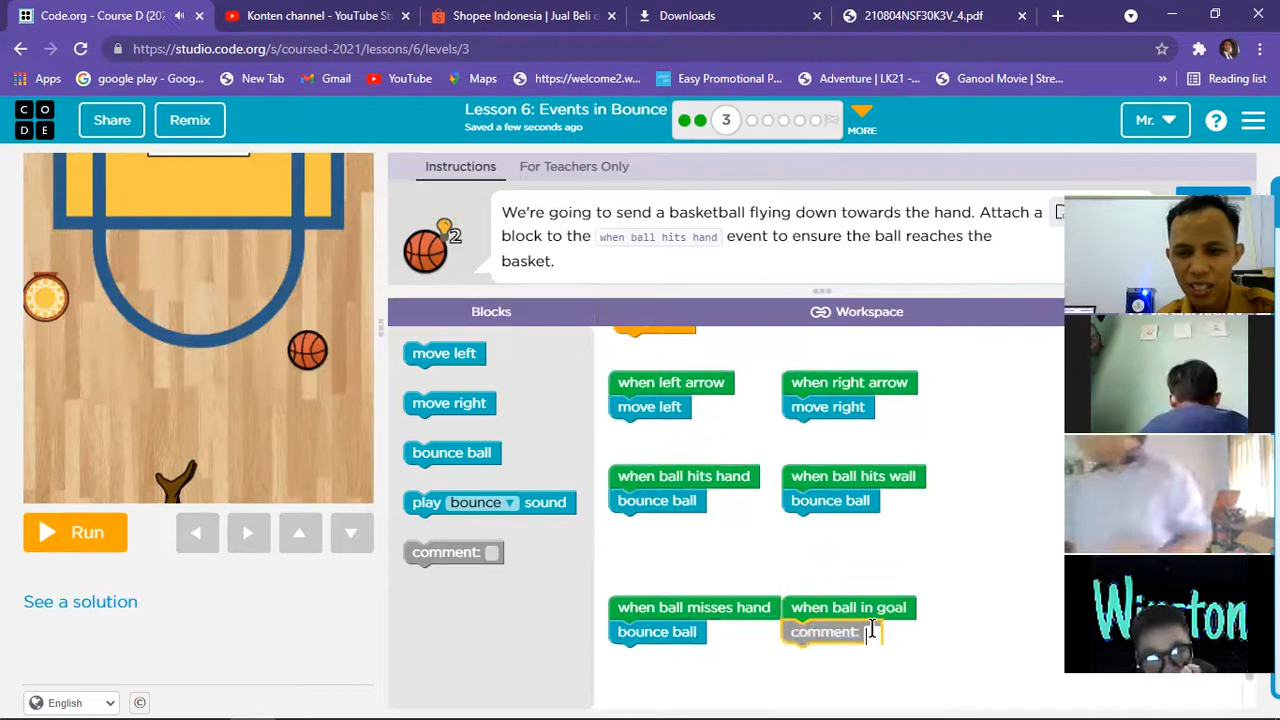 Code.org - Course D (202
Konten channel - YouTube S
Shopee Indonesia | Jual Beli d
Downloads
210804NSF30K3V_4.pdf
https://studio.code.org/s/coursed-2021/lessons/6/levels/3
Apps
google play - Goog...
New Tab
Gmail
YouTube
Maps
https://welcome2.w...
Easy Promotional P...
Adventure | LK21 -...
Ganool Movie | Stre...
»
Reading list
C O
D E
Share
Remix
Lesson 6: Events in Bounce
Saved a few seconds ago
3
MORE
Mr.
?
Instructions
For Teachers Only
2
We're going to send a basketball flying down towards the hand. Attach a
block to the when ball hits hand event to ensure the ball reaches the
basket.
Blocks
Workspace
move left
move right
bounce ball
play bounce sound
comment:
when left arrow
move left
when right arrow
move right
when ball hits hand
bounce ball
when ball hits wall
bounce ball
when ball misses hand
bounce ball
when ball in goal
comment:
Run
See a solution
English
©
Winston